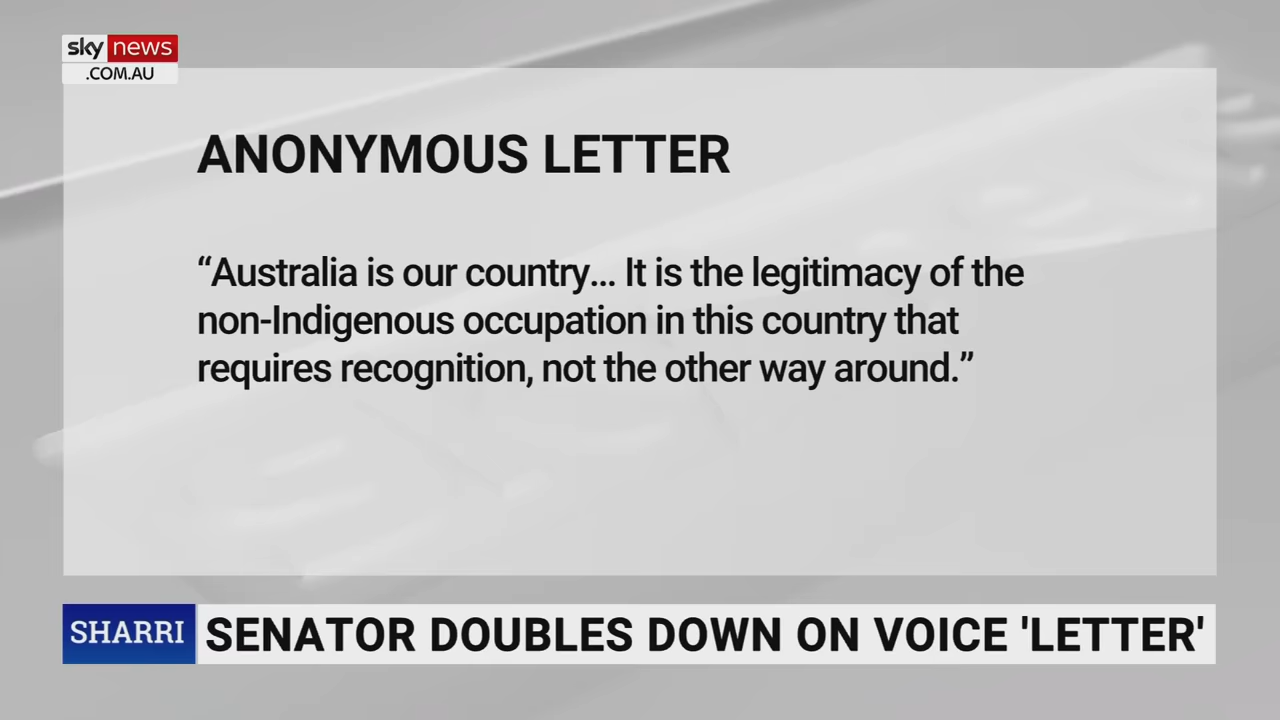 sky news
.COM.AU
ANONYMOUS LETTER
“Australia is our country... It is the legitimacy of the
non-Indigenous occupation in this country that
requires recognition, not the other way around.”
SHARRI SENATOR DOUBLES DOWN ON VOICE 'LETTER'